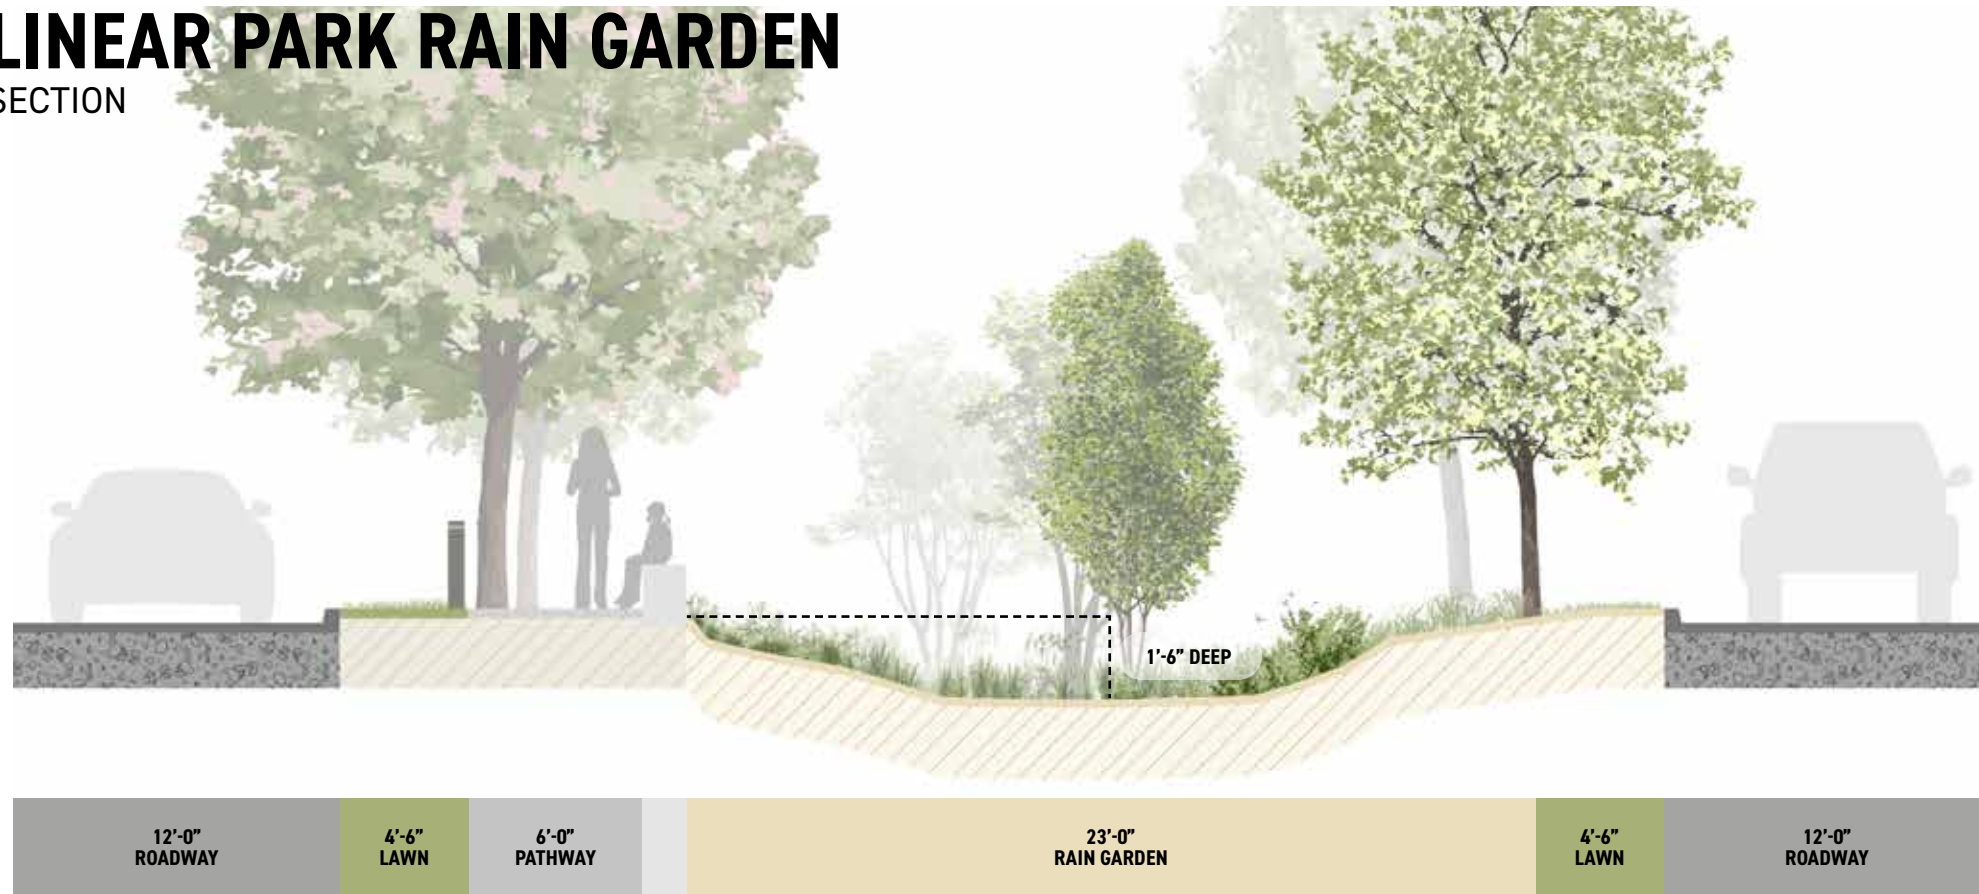 LINEAR PARK RAIN GARDEN
SECTION
1’-6” DEEP
12’-0”
ROADWAY
4’-6”
LAWN
6’-0”
PATHWAY
23’-0”
RAIN GARDEN
4’-6”
LAWN
12’-0”
ROADWAY